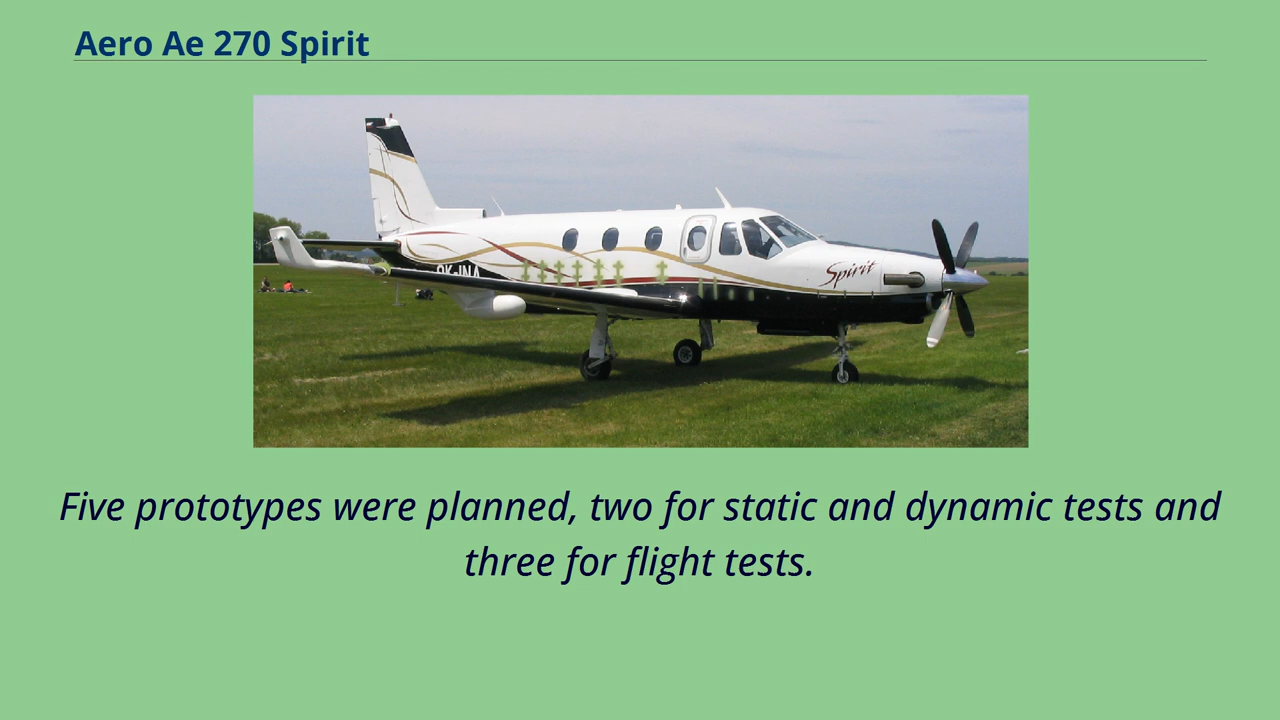 Aero Ae 270 Spirit
Spirit
Five prototypes were planned, two for static and dynamic tests and
three for flight tests.